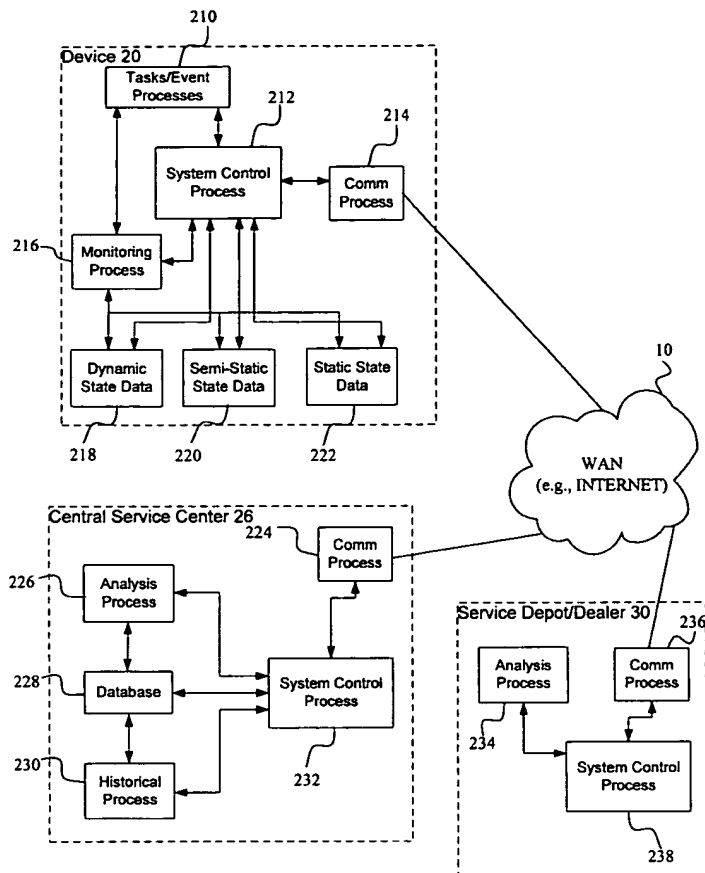 210
Device 20
Tasks/Event
Processes
212
214
System Control
Process
Comm
Process
216
Monitoring
Process
Dynamic
State Data
Semi-Static
State Data
Static State
Data
218
220
222
10
WAN
(e.g., INTERNET)
Central Service Center 26
224
Comm
Process
226
Analysis
Process
228
Database
System Control
Process
230
Historical
Process
232
Service Depot/Dealer 30
236
Analysis
Process
Comm
Process
234
System Control
Process
238